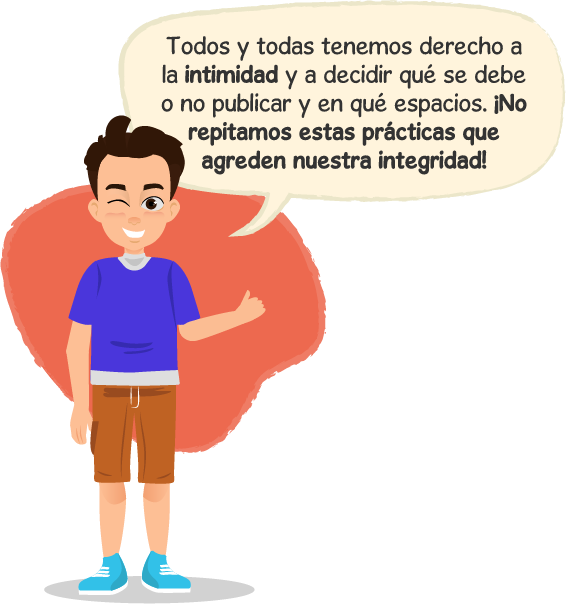 Todos y todas tenemos derecho a
la intimidad y a decidir qué se debe
o no publicar y en qué espacios. ¡No
repitamos estas prácticas que
agreden nuestra integridad!